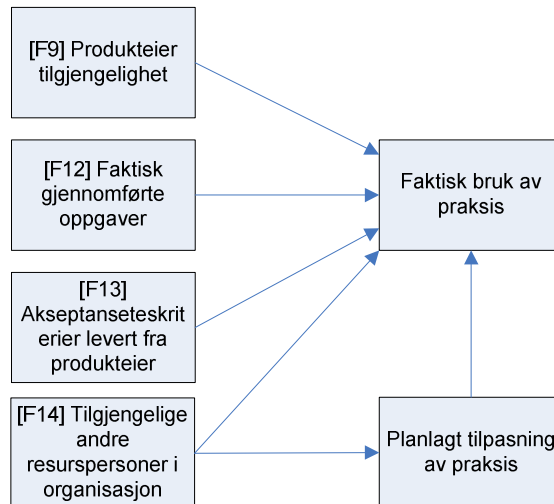 [F9] Produkteier
tilgjengelighet
[F12] Faktisk
gjennomførte
oppgaver
[F13]
Akseptanseteskrit
erier levert fra
produkteier
[F14] Tilgjengelige
andre
resurspersoner i
organisasjon
Faktisk bruk av
praksis
Planlagt tilpasning
av praksis